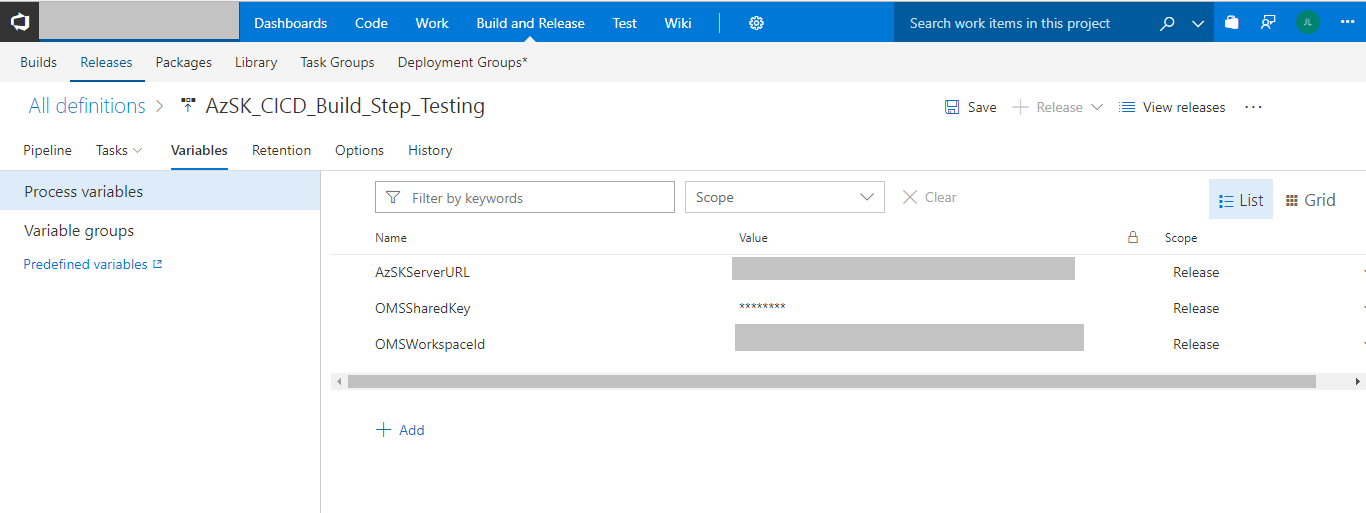 Dashboards Code Work Build and Release Test Wiki Search work items in this project JL
Builds Releases Packages Library Task Groups Deployment Groups*
All definitions > AzSK_CICD_Build_Step_Testing Save Release View releases ...
Pipeline Tasks Variables Retention Options History
Process variables
Variable groups
Predefined variables
Filter by keywords Scope Clear List Grid
Name Value Scope
AzSKServerURL Release
OMSSharedKey ******** Release
OMSWorkspaceId Release
+ Add